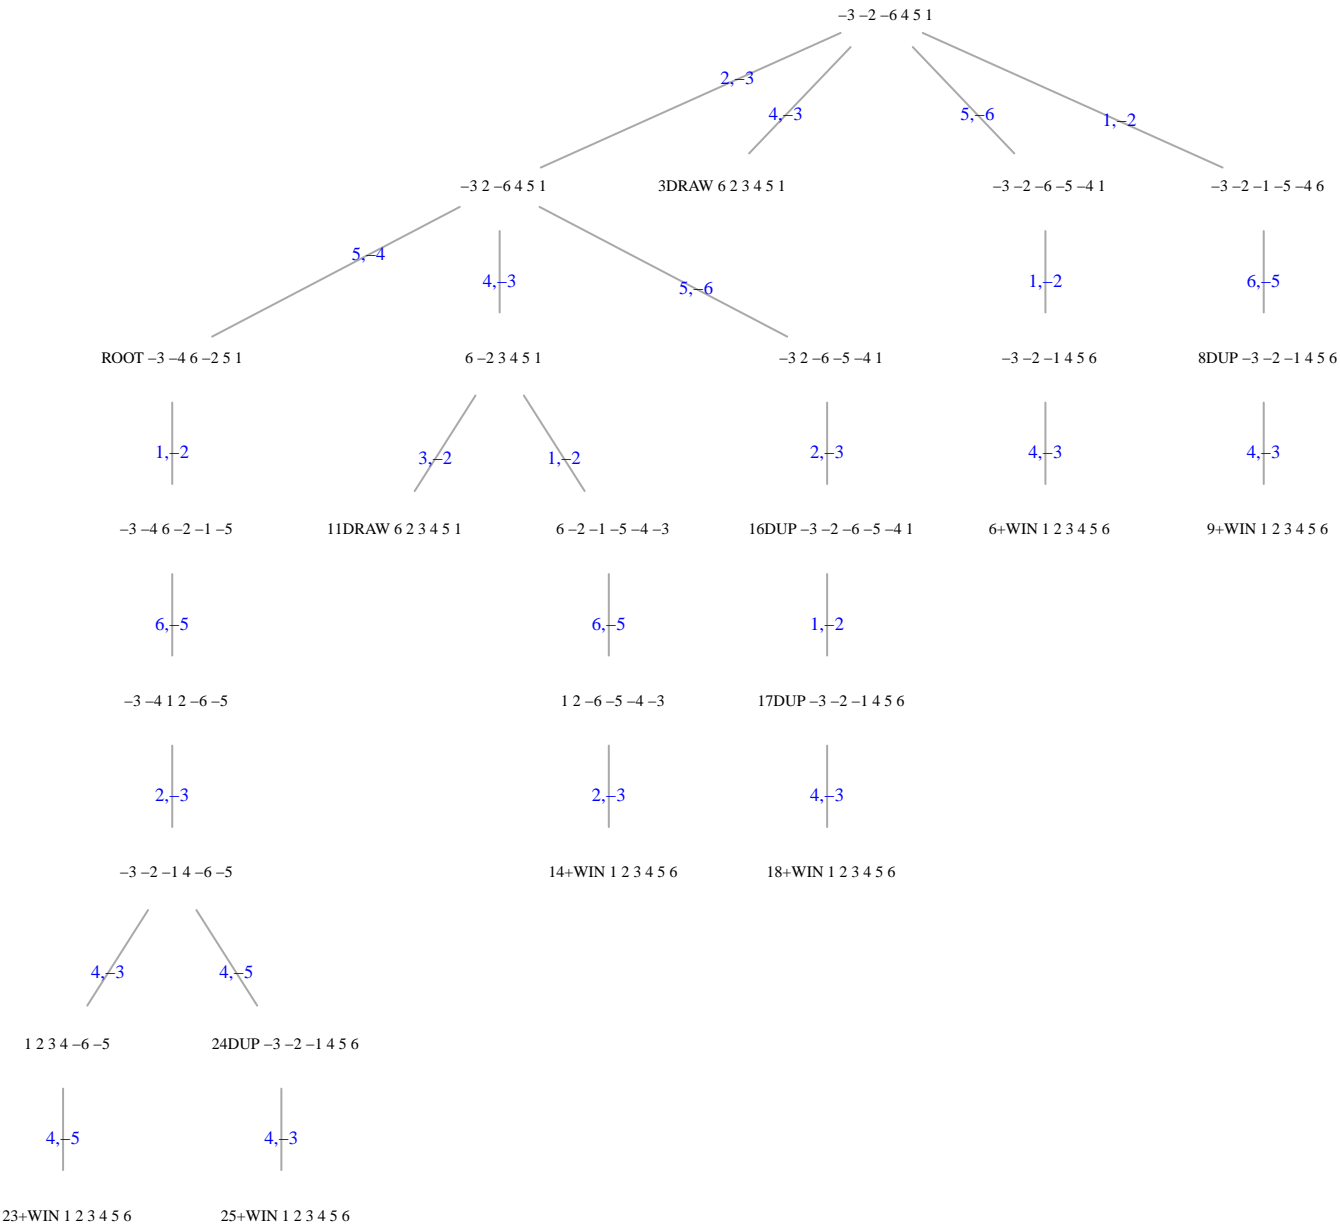 −3 −2 −6 4 5 1
2,−3
4,−3
5,−6
1,−2
−3 2 −6 4 5 1
3DRAW 6 2 3 4 5 1
−3 −2 −6 −5 −4 1
−3 −2 −1 −5 −4 6
5,−4
4,−3
5,−6
1,−2
6,−5
ROOT −3 −4 6 −2 5 1
6 −2 3 4 5 1
−3 2 −6 −5 −4 1
−3 −2 −1 4 5 6
8DUP −3 −2 −1 4 5 6
1,−2
3,−2
1,−2
2,−3
4,−3
4,−3
−3 −4 6 −2 −1 −5
11DRAW 6 2 3 4 5 1
6 −2 −1 −5 −4 −3
16DUP −3 −2 −6 −5 −4 1
6+WIN 1 2 3 4 5 6
9+WIN 1 2 3 4 5 6
6,−5
6,−5
1,−2
−3 −4 1 2 −6 −5
1 2 −6 −5 −4 −3
17DUP −3 −2 −1 4 5 6
2,−3
2,−3
4,−3
−3 −2 −1 4 −6 −5
14+WIN 1 2 3 4 5 6
18+WIN 1 2 3 4 5 6
4,−3
4,−5
1 2 3 4 −6 −5
24DUP −3 −2 −1 4 5 6
4,−5
4,−3
23+WIN 1 2 3 4 5 6
25+WIN 1 2 3 4 5 6